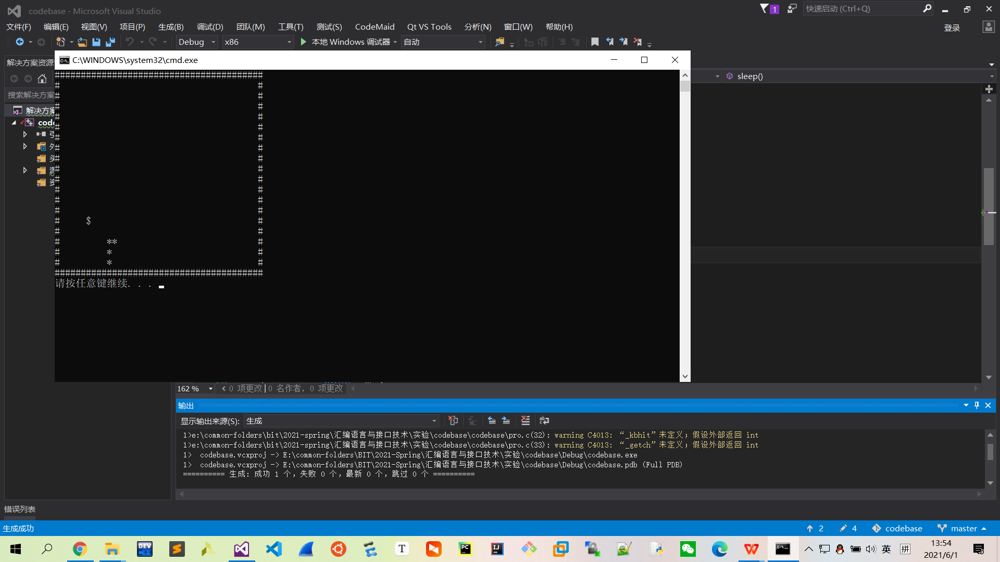 codebase - Microsoft Visual Studio
1
快速启动 (Ctrl+Q)
文件(F) 编辑(E) 视图(V) 项目(P) 生成(B) 调试(D) 团队(M) 工具(T) 测试(S) CodeMaid Qt VS Tools 分析(N) 窗口(W) 帮助(H)
登录
Debug x86 本地 Windows 调试器 自动
解决方案资源
C:\WINDOWS\system32\cmd.exe
sleep()
搜索解决方案
解决方案
code
########################################
# #
# #
# #
# #
# #
# #
# #
# #
# #
# #
# #
# #
# #
# $ #
# #
# ** #
# * #
# * #
########################################
请按任意键继续. . .
162 %
0 项更改 | 0 名作者，0 项更改
输出
显示输出来源(S): 生成
1>e:\common-folders\bit\2021-spring\汇编语言与接口技术\实验\codebase\codebase\pro.c(32): warning C4013: “_kbhit”未定义；假设外部返回 int
1>e:\common-folders\bit\2021-spring\汇编语言与接口技术\实验\codebase\codebase\pro.c(33): warning C4013: “_getch”未定义；假设外部返回 int
1> codebase.vcxproj -> E:\common-folders\BIT\2021-Spring\汇编语言与接口技术\实验\codebase\Debug\codebase.exe
1> codebase.vcxproj -> E:\common-folders\BIT\2021-Spring\汇编语言与接口技术\实验\codebase\Debug\codebase.pdb (Full PDB)
========== 生成: 成功 1 个，失败 0 个，最新 0 个，跳过 0 个 ==========
错误列表
生成成功
2 4 codebase master
DEV
T
PC
IJ
英 拼
13:54
2021/6/1